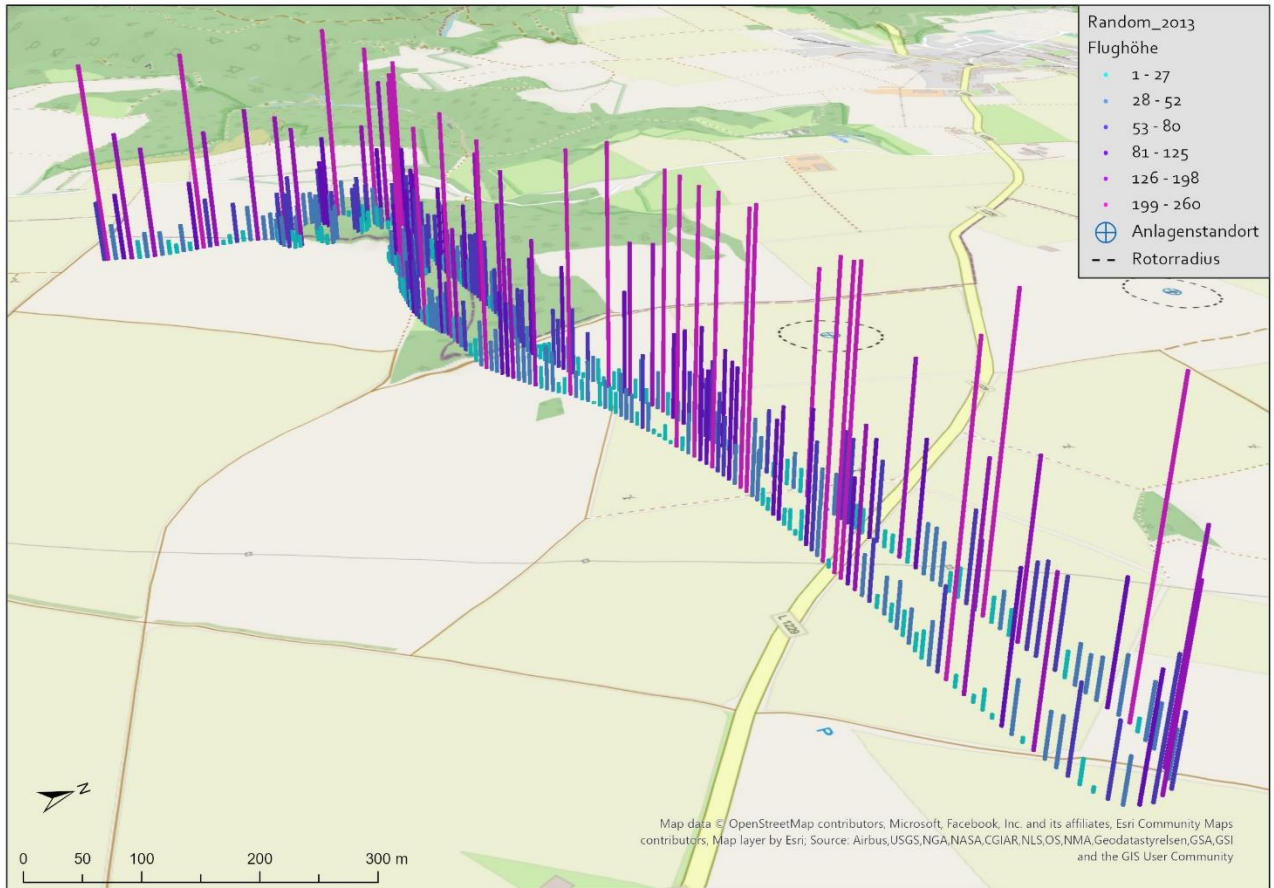 Random_2013
Flughöhe
1 - 27
28 - 52
53 - 80
81 - 125
126 - 198
199 - 260
Anlagenstandort
Rotorradius
L 1229
P
N
Map data © OpenStreetMap contributors, Microsoft, Facebook, Inc. and its affiliates, Esri Community Maps
contributors, Map layer by Esri; Source: Airbus,USGS,NGA,NASA,CGIAR,NLS,OS,NMA,Geodatastyrelsen,GSA,GSI
and the GIS User Community
0 50 100 200 300 m